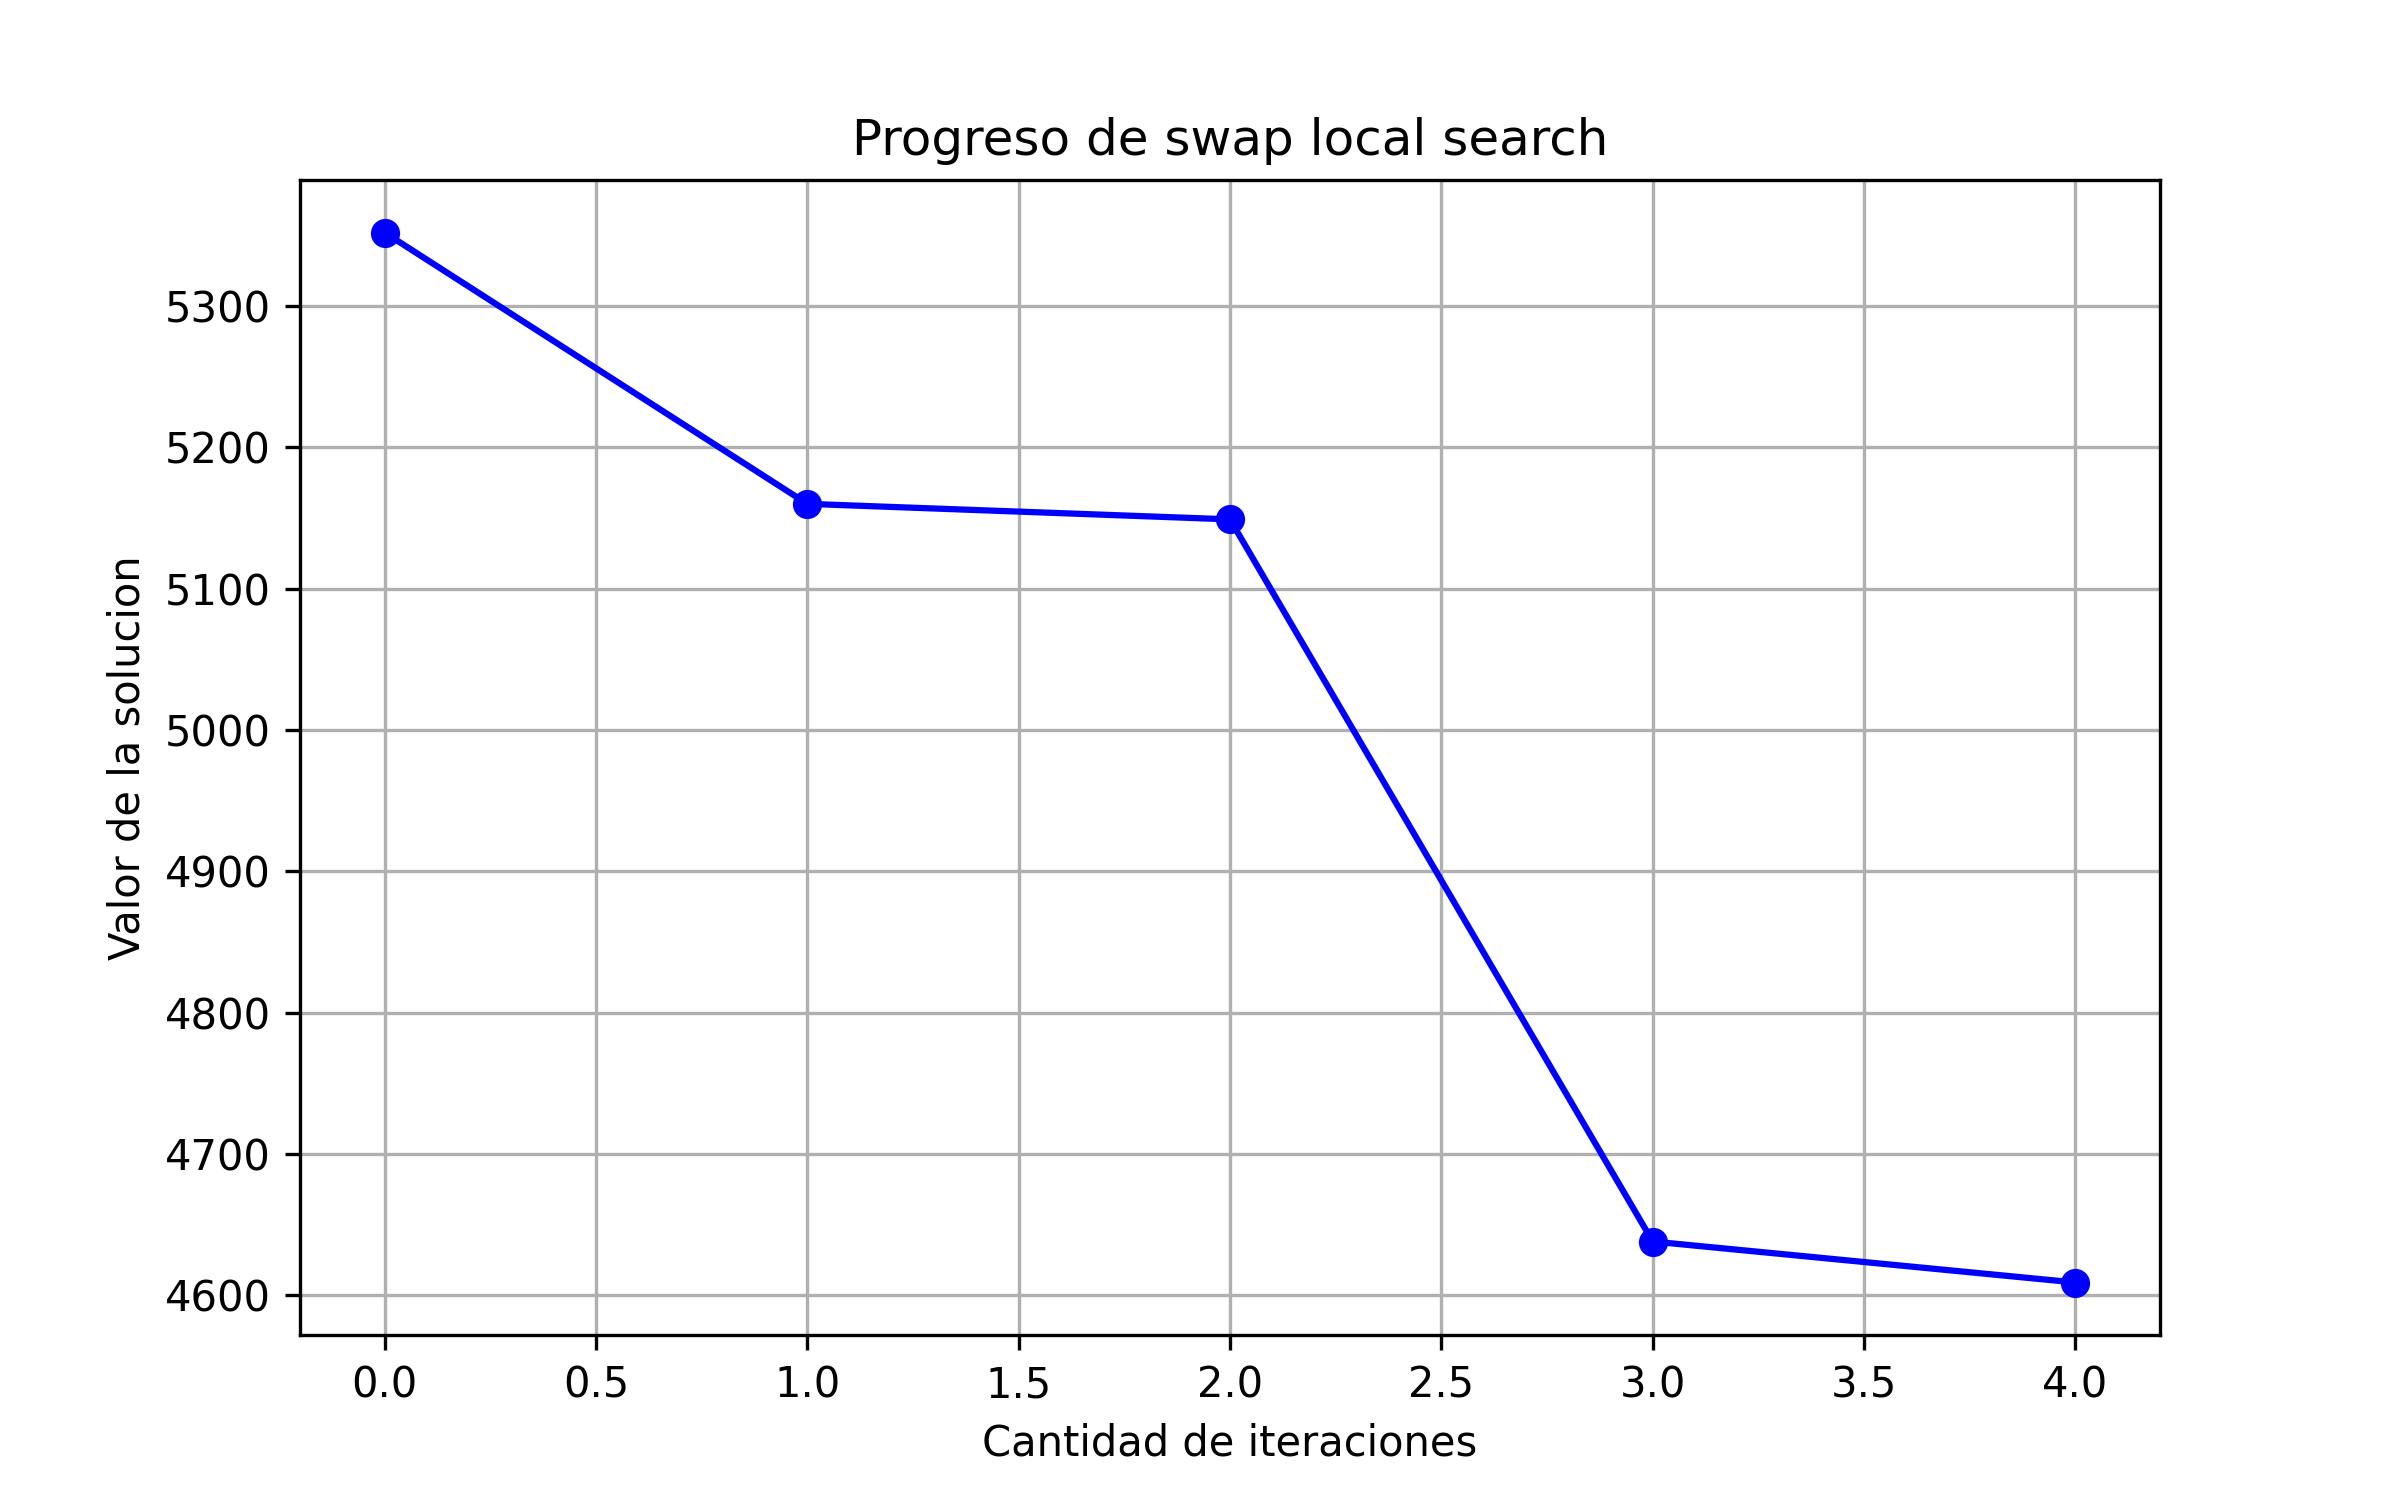 Progreso de swap local search
Valor de la solucion
5300
5200
5100
5000
4900
4800
4700
4600
0.0 0.5 1.0 1.5 2.0 2.5 3.0 3.5 4.0
Cantidad de iteraciones